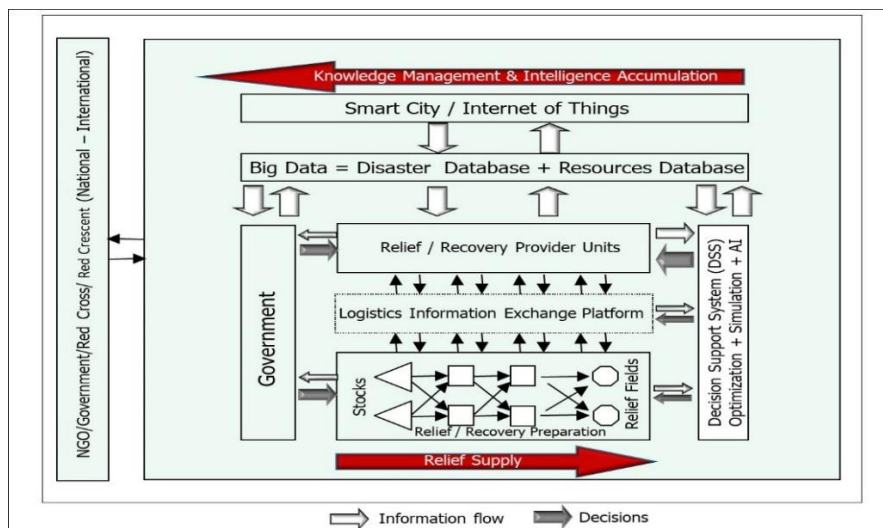 NGO/Government/Red Cross/ Red Crescent (National – International)
Knowledge Management & Intelligence Accumulation
Smart City / Internet of Things
Big Data = Disaster Database + Resources Database
Government
Relief / Recovery Provider Units
Logistics Information Exchange Platform
Stocks
Relief Fields
Relief / Recovery Preparation
Decision Support System (DSS)
Optimization + Simulation + AI
Relief Supply
Information flow
Decisions